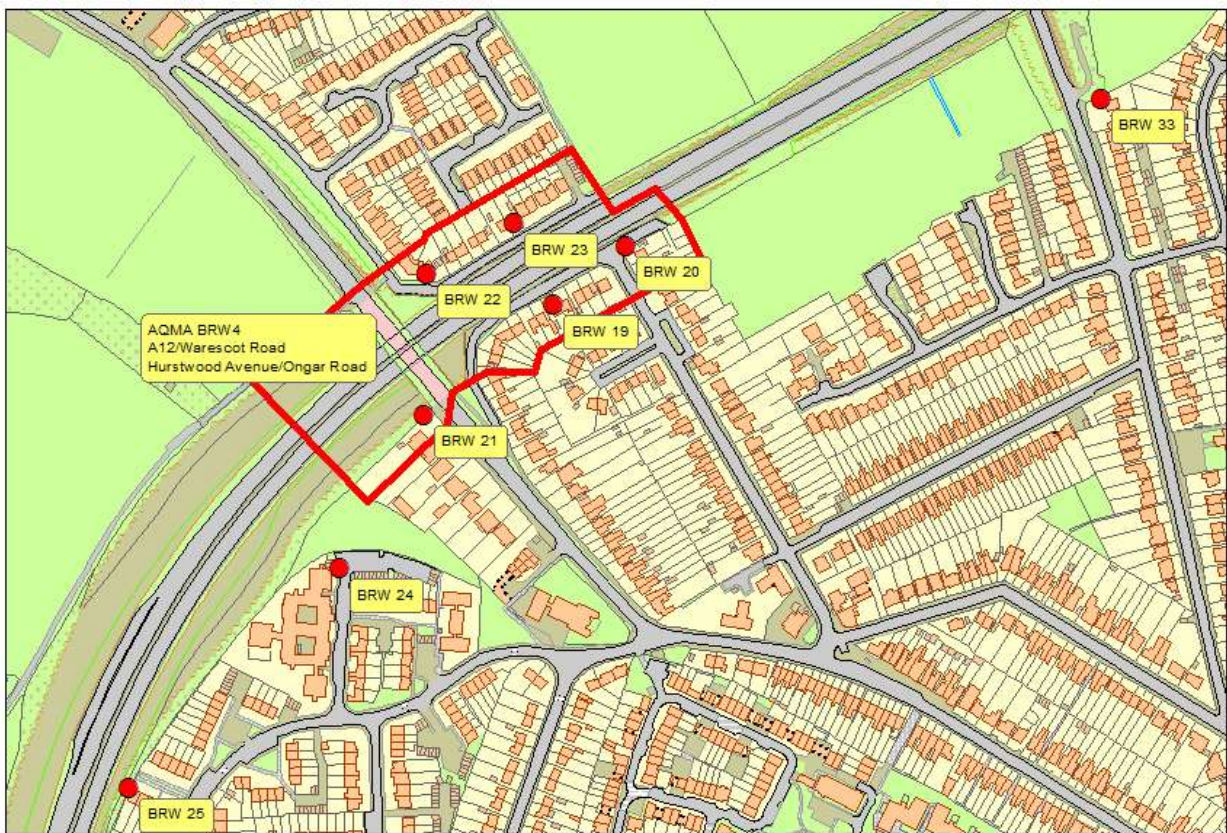 BRW 33
BRW 23
BRW 20
BRW 22
BRW 19
AQMA BRW4
A12/Warescot Road
Hurstwood Avenue/Ongar Road
BRW 21
BRW 24
BRW 25